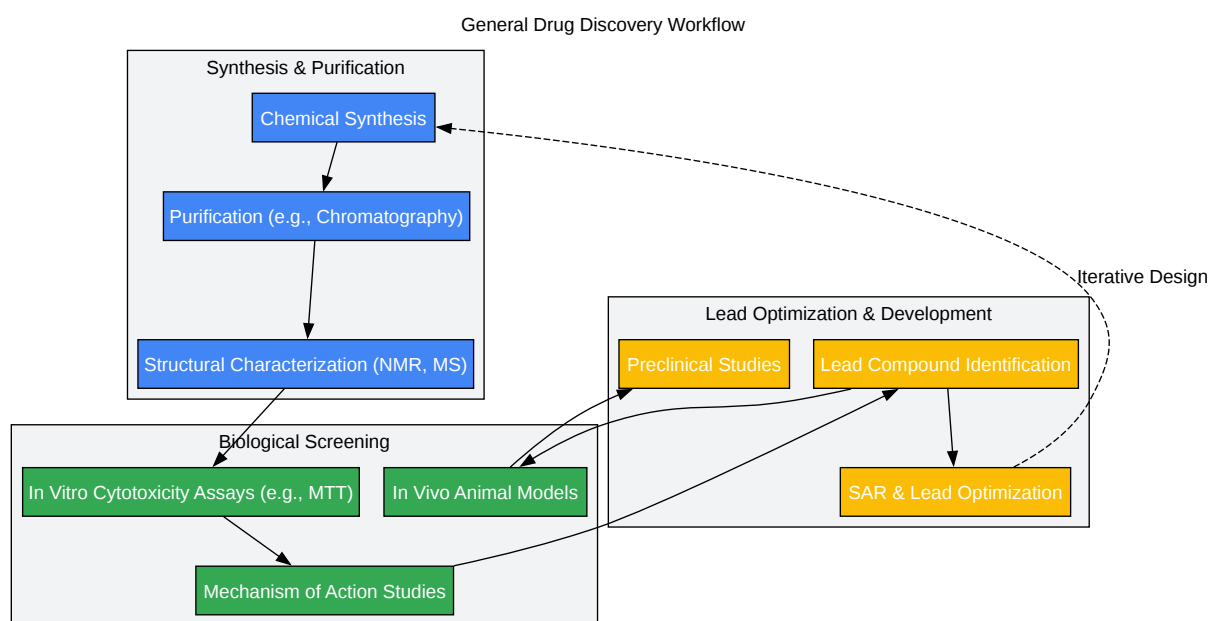 General Drug Discovery Workflow
Synthesis & Purification
Chemical Synthesis
Purification (e.g., Chromatography)
Structural Characterization (NMR, MS)
Iterative Design
Lead Optimization & Development
Preclinical Studies
Lead Compound Identification
SAR & Lead Optimization
Biological Screening
In Vitro Cytotoxicity Assays (e.g., MTT)
In Vivo Animal Models
Mechanism of Action Studies